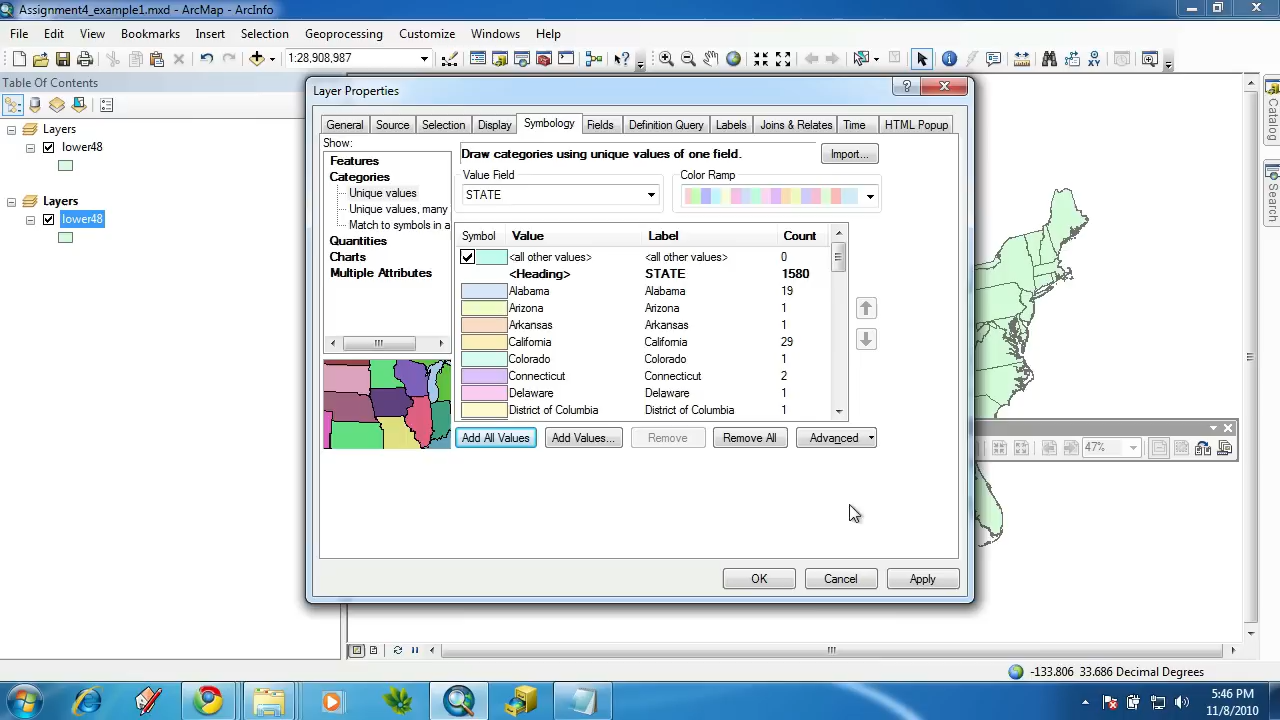 Assignment4_example1.mxd - ArcMap - ArcInfo
File Edit View Bookmarks Insert Selection Geoprocessing Customize Windows Help
1:28,908,987
Table Of Contents
Layers
lower48
Layers
lower48
Layer Properties
General Source Selection Display Symbology Fields Definition Query Labels Joins & Relates Time HTML Popup
Show:
Features
Categories
Unique values
Unique values, many
Match to symbols in a
Quantities
Charts
Multiple Attributes
Draw categories using unique values of one field.
Import...
Value Field
STATE
Color Ramp
Symbol Value Label Count
<all other values> <all other values> 0
<Heading> STATE 1580
Alabama Alabama 19
Arizona Arizona 1
Arkansas Arkansas 1
California California 29
Colorado Colorado 1
Connecticut Connecticut 2
Delaware Delaware 1
District of Columbia District of Columbia 1
Add All Values Add Values... Remove Remove All Advanced
OK Cancel Apply
47%
Catalog
Search
-133.806 33.686 Decimal Degrees
5:46 PM
11/8/2010